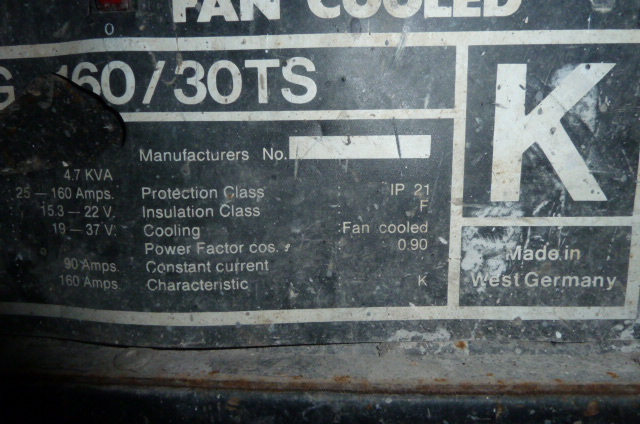 FAN COOLED
0
G 160/30TS
K
Manufacturers No.
4.7 KVA
25 — 160 Amps. Protection Class IP 21
15.3 — 22 V. Insulation Class F
19 — 37 V. Cooling Fan cooled
Power Factor cos. 0.90
90 Amps. Constant current
160 Amps. Characteristic K
Made in
West Germany